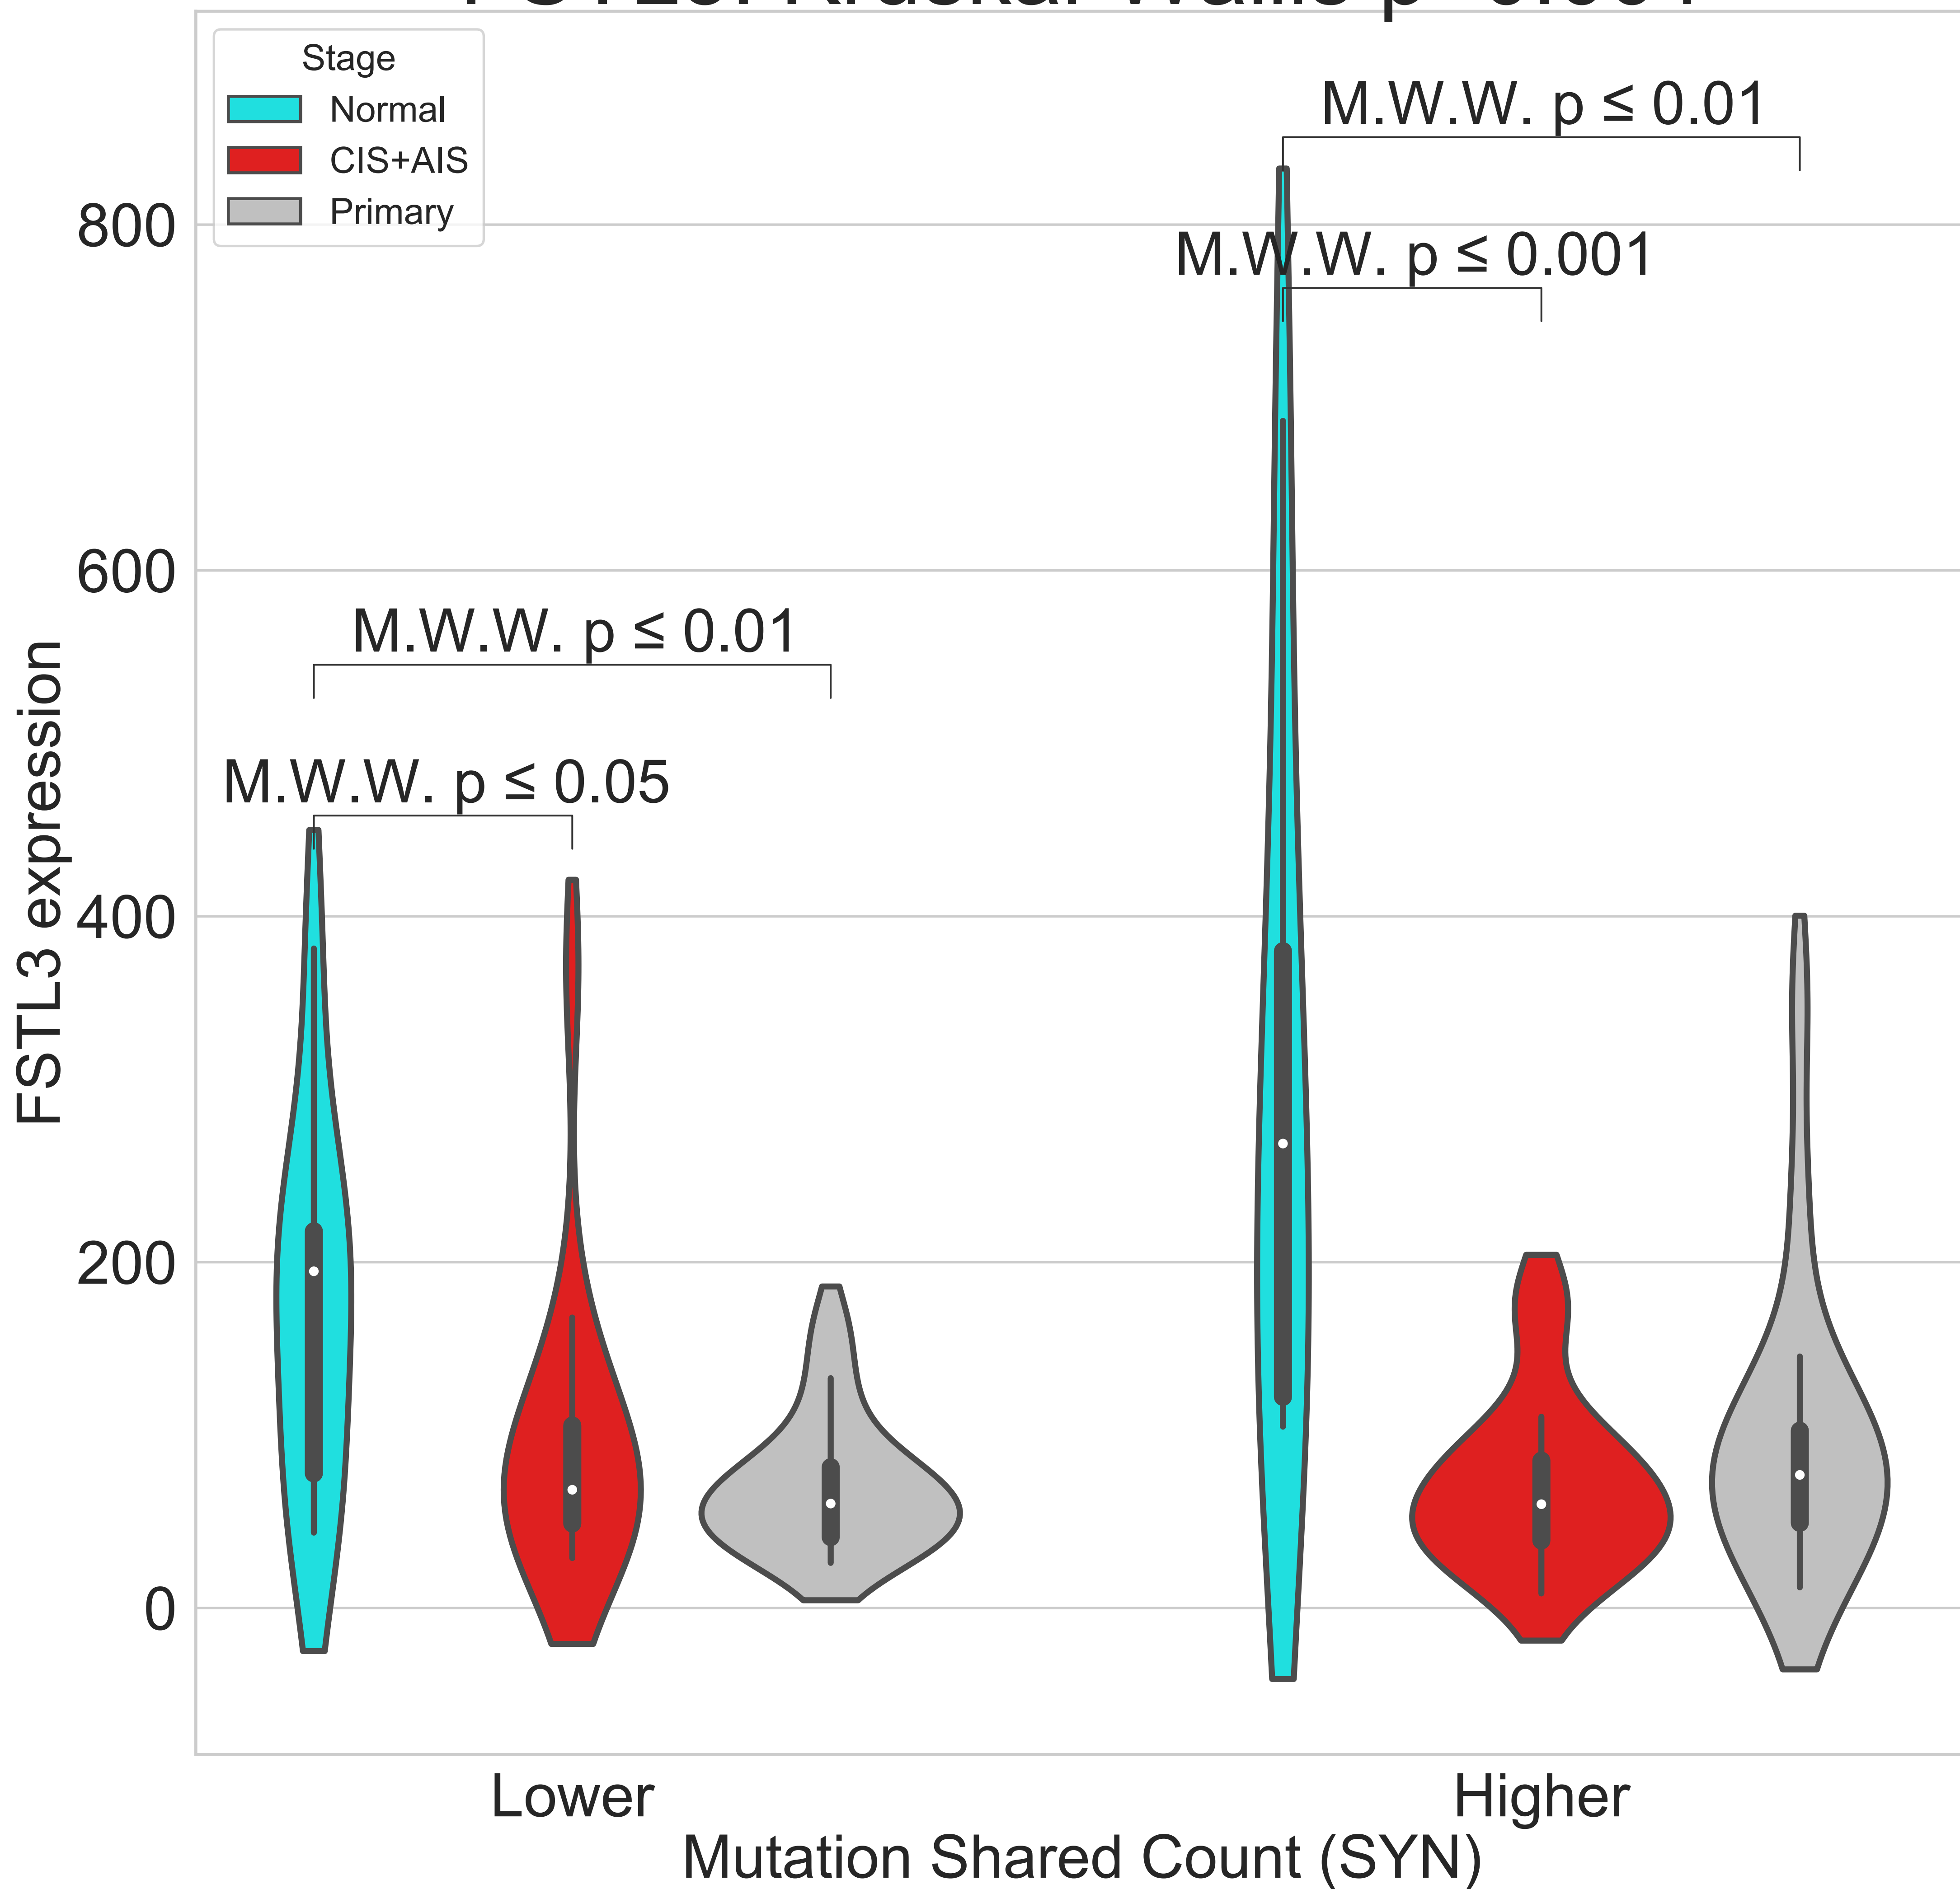 Stage
Normal
CIS+AIS
Primary
M.W.W. p ≤ 0.01
M.W.W. p ≤ 0.001
M.W.W. p ≤ 0.01
M.W.W. p ≤ 0.05
800
600
400
200
0
FSTL3 expression
Lower
Higher
Mutation Shared Count (SYN)